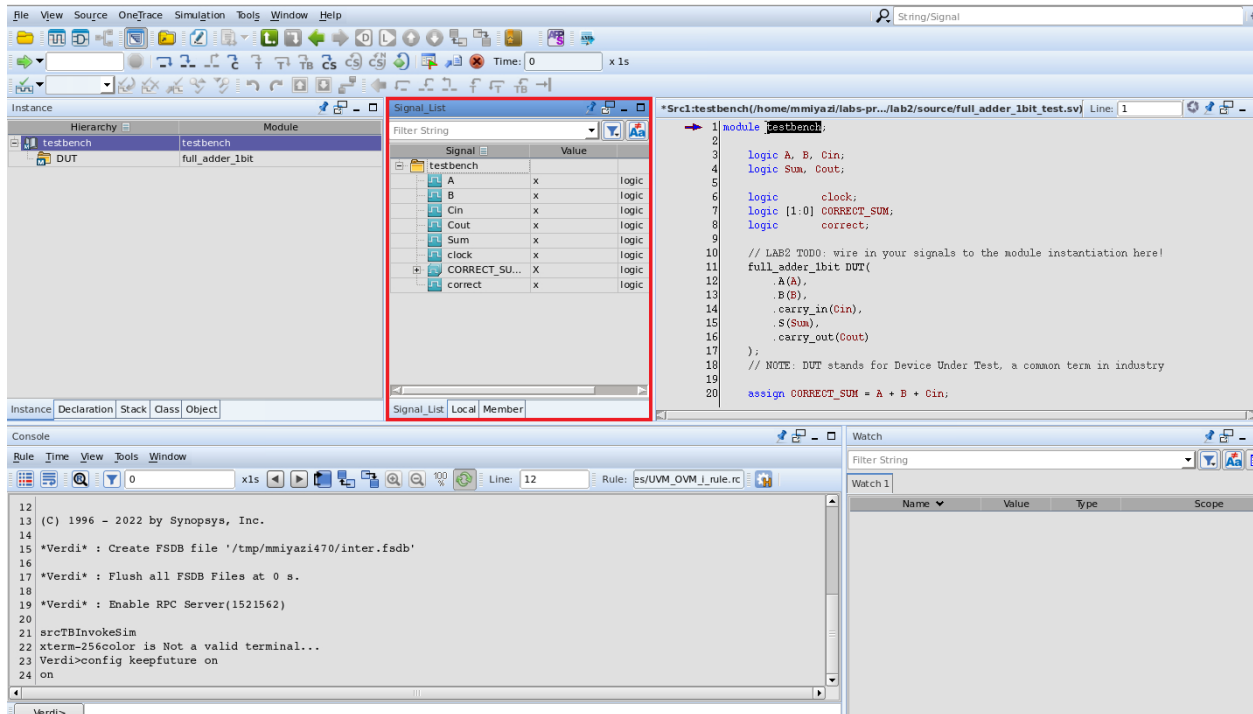 File View Source OneTrace Simulation Tools Window Help
String/Signal
Time: 0 x 1s
Instance
Hierarchy Module
testbench testbench
DUT full_adder_1bit
Instance Declaration Stack Class Object
Signal_List
Filter String
Signal Value
testbench
A x logic
B x logic
Cin x logic
Cout x logic
Sum x logic
clock x logic
CORRECT_SU... X logic
correct x logic
Signal_List Local Member
*Src1:testbench(/home/mmiyazi/labs-pr.../lab2/source/full_adder_1bit_test.sv) Line: 1
1 module testbench;
2
3 logic A, B, Cin;
4 logic Sum, Cout;
5
6 logic clock;
7 logic [1:0] CORRECT_SUM;
8 logic correct;
9
10 // LAB2 TODO: wire in your signals to the module instantiation here!
11 full_adder_1bit DUT(
12 .A(A),
13 .B(B),
14 .carry_in(Cin),
15 .S(Sum),
16 .carry_out(Cout)
17 );
18 // NOTE: DUT stands for Device Under Test, a common term in industry
19
20 assign CORRECT_SUM = A + B + Cin;
Console
Rule Time View Tools Window
0 x1s 100 % Line: 12 Rule: es/UVM_OVM_i_rule.rc
12
13 (C) 1996 - 2022 by Synopsys, Inc.
14
15 *Verdi* : Create FSDB file '/tmp/mmiyazi470/inter.fsdb'
16
17 *Verdi* : Flush all FSDB Files at 0 s.
18
19 *Verdi* : Enable RPC Server(1521562)
20
21 srcTBInvokeSim
22 xterm-256color is Not a valid terminal...
23 Verdi>config keepfuture on
24 on
Verdi>
Watch
Filter String
Watch 1
Name Value Type Scope